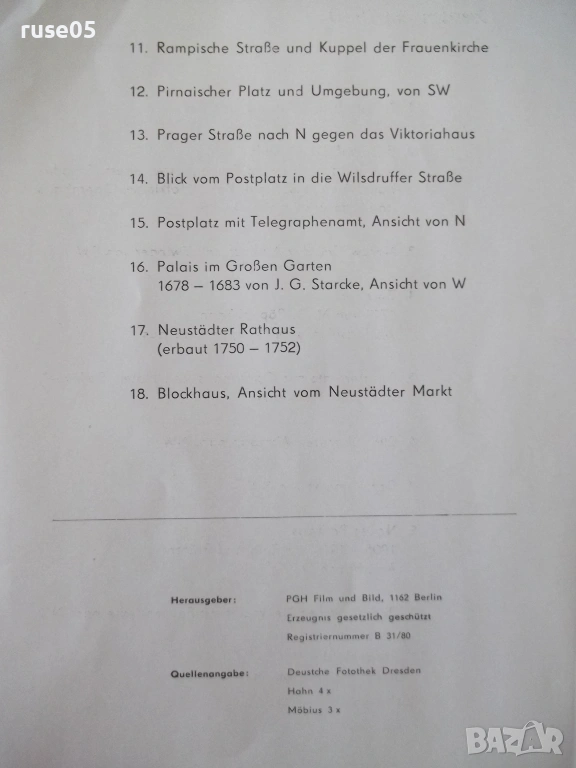 ruse05
11. Rampische Straße und Kuppel der Frauenkirche
12. Pirnaischer Platz und Umgebung, von SW
13. Prager Straße nach N gegen das Viktoriahaus
14. Blick vom Postplatz in die Wilsdruffer Straße
15. Postplatz mit Telegraphenamt, Ansicht von N
16. Palais im Großen Garten
1678 – 1683 von J. G. Starcke, Ansicht von W
17. Neustädter Rathaus
(erbaut 1750 – 1752)
18. Blockhaus, Ansicht vom Neustädter Markt
Herausgeber: PGH Film und Bild, 1162 Berlin
Erzeugnis gesetzlich geschützt
Registriernummer B 31/80
Quellenangabe: Deustche Fotothek Dresden
Hahn 4 x
Möbius 3 x
BAZAR